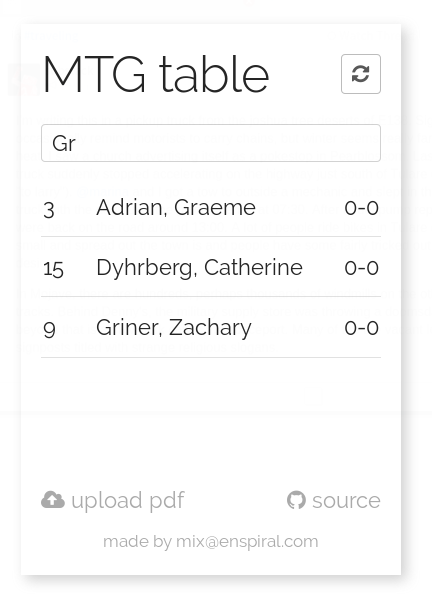 MTG table
Gr
3 Adrian, Graeme 0-0
15 Dyhrberg, Catherine 0-0
9 Griner, Zachary 0-0
upload pdf source
made by mix@enspiral.com